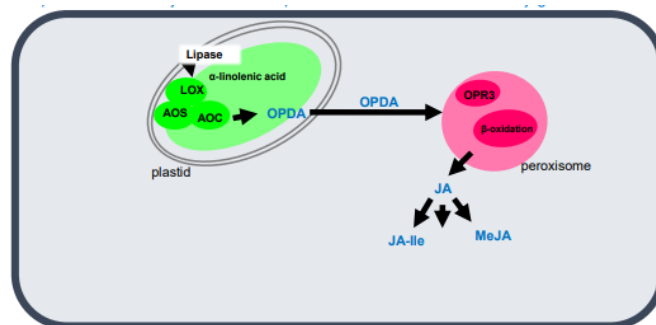 Lipase
α-linolenic acid
LOX
AOS
AOC
OPDA
OPDA
plastid
OPR3
β-oxidation
peroxisome
JA
JA-Ile
MeJA